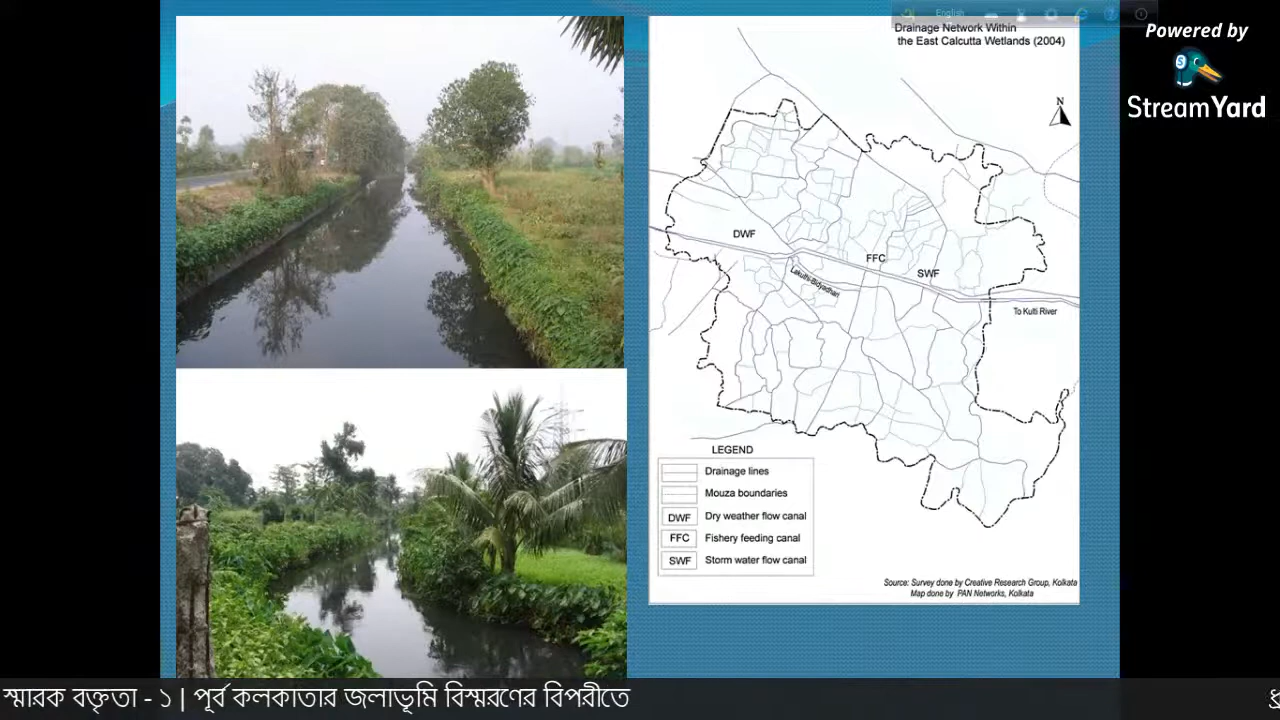 English
Drainage Network Within
the East Calcutta Wetlands (2004)
Powered by
StreamYard
N
DWF
FFC
SWF
To Kulti River
LEGEND
Drainage lines
Mouza boundaries
DWF Dry weather flow canal
FFC Fishery feeding canal
SWF Storm water flow canal
Source: Survey done by Creative Research Group, Kolkata
Map done by PAN Networks, Kolkata
স্মারক বক্তৃতা - ১ | পূর্ব কলকাতার জলাভূমি বিস্মরণের বিপরীতে